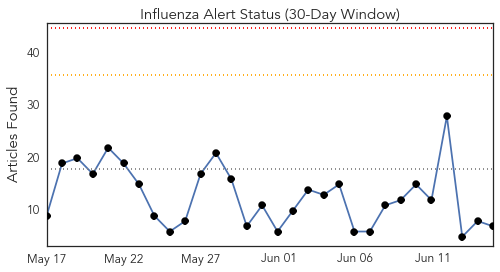 Influenza Alert Status (30-Day Window)
Articles Found
40
30
20
10
May 17 May 22 May 27 Jun 01 Jun 06 Jun 11